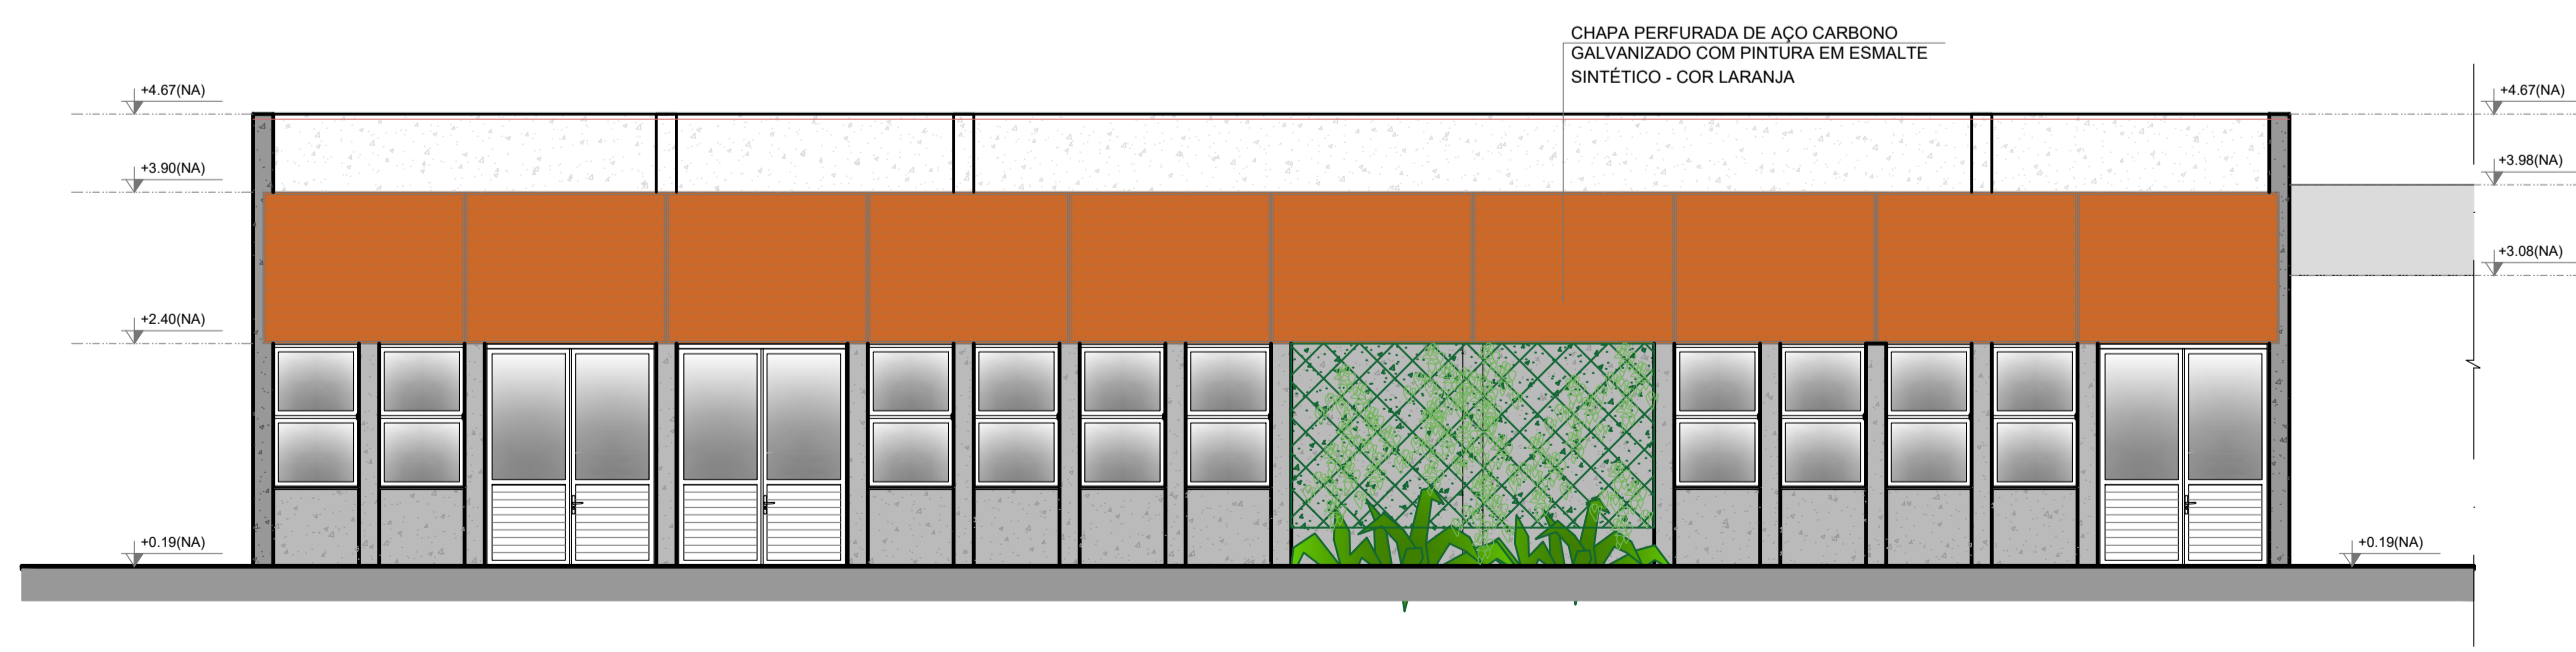 CHAPA PERFURADA DE AÇO CARBONO
GALVANIZADO COM PINTURA EM ESMALTE
SINTÉTICO - COR LARANJA
+4.67(NA)
+4.67(NA)
+3.90(NA)
+3.98(NA)
+3.08(NA)
+2.40(NA)
+0.19(NA)
+0.19(NA)